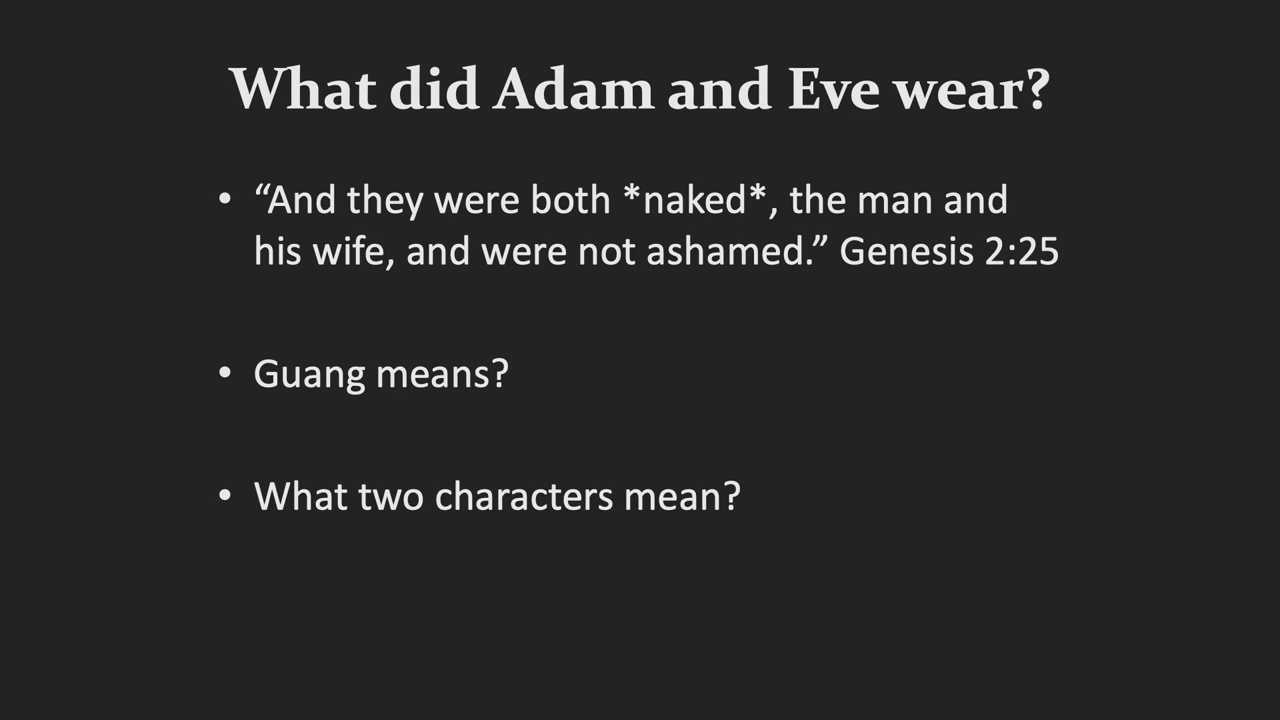 What did Adam and Eve wear?
• “And they were both *naked*, the man and
his wife, and were not ashamed.” Genesis 2:25
• Guang means?
• What two characters mean?